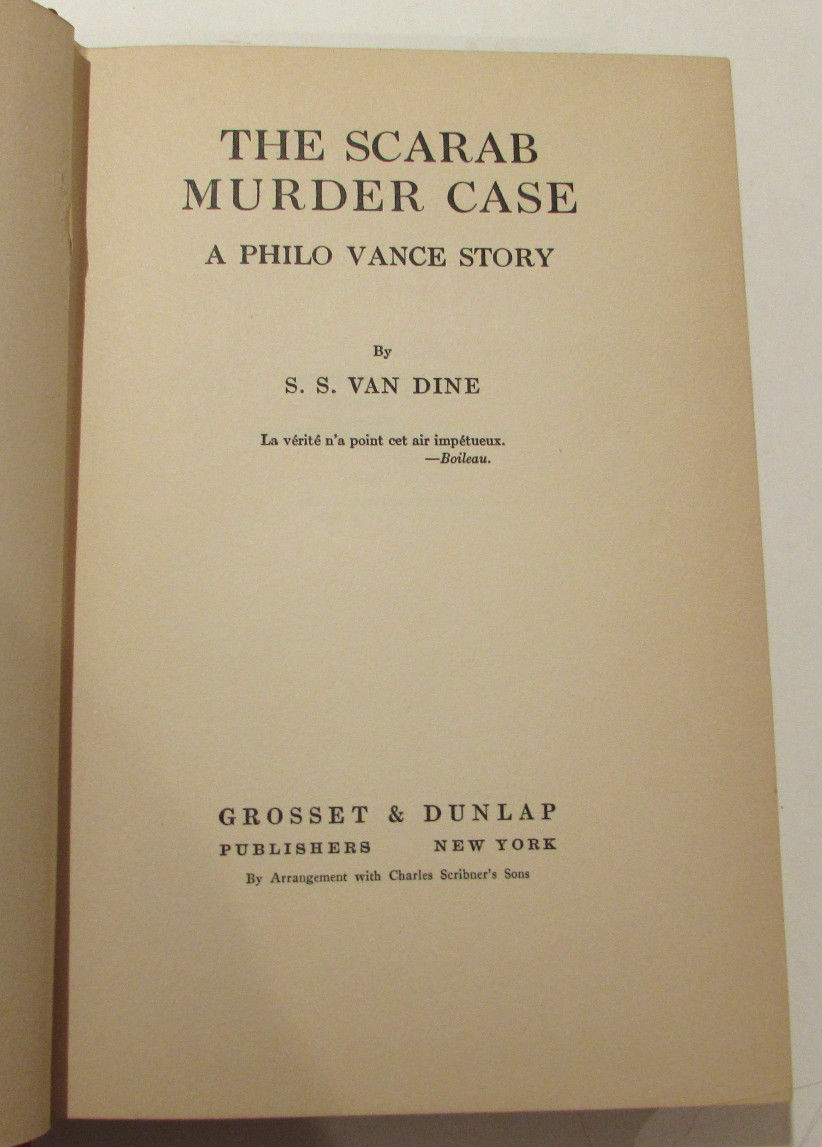 THE SCARAB
MURDER CASE
A PHILO VANCE STORY
By
S. S. VAN DINE
La vérité n'a point cet air impétueux.
—Boileau.
GROSSET & DUNLAP
PUBLISHERS NEW YORK
By Arrangement with Charles Scribner's Sons